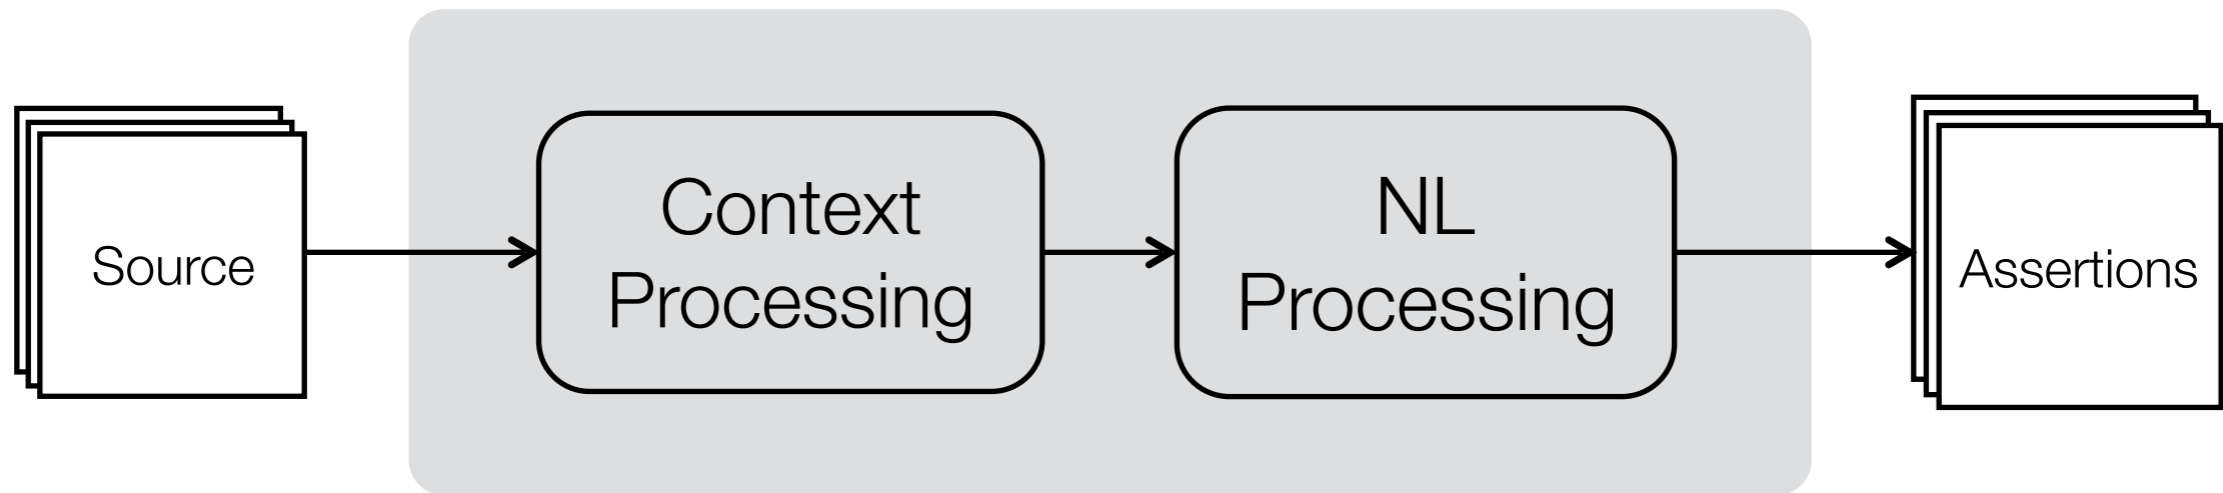 Source
Context
Processing
NL
Processing
Assertions